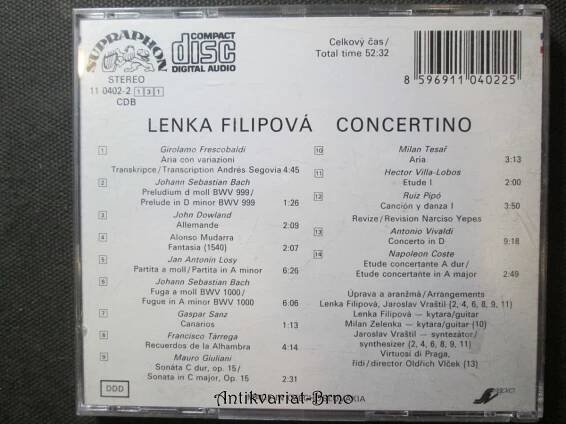 SUPRAPHON
COMPACT
disc
DIGITAL AUDIO
STEREO
11 0402-2 131
CDB
Celkový čas/
Total time 52:32
8 596911 040225
LENKA FILIPOVÁ CONCERTINO
1 Girolamo Frescobaldi
Aria con variazioni
Transkripce/Transcription Andrés Segovia 4:45
2 Johann Sebastian Bach
Preludium d moll BWV 999/
Prelude in D minor BWV 999 1:26
3 John Dowland
Allemande 2:09
4 Alonso Mudarra
Fantasia (1540) 2:07
5 Jan Antonín Losy
Partita a moll/Partita in A minor 6:26
6 Johann Sebastian Bach
Fuga a moll BWV 1000/
Fugue in A minor BWV 1000 6:06
7 Gaspar Sanz
Canarios 1:13
8 Francisco Tárrega
Recuerdos de la Alhambra 4:14
9 Mauro Giuliani
Sonáta C dur, op. 15/
Sonata in C major, Op. 15 2:31
10 Milan Tesař
Aria 3:13
11 Hector Villa-Lobos
Etude I 2:00
12 Ruiz Pipó
Canción y danza I 3:50
Revize/Revision Narciso Yepes
13 Antonio Vivaldi
Concerto in D 9:18
14 Napoleon Coste
Etude concertante A dur/
Etude concertante in A major 2:49
Úprava a aranžmá/Arrangements
Lenka Filipová, Jaroslav Vraštil {2, 4, 6, 8, 9, 11}
Lenka Filipová — kytara/guitar
Milan Zelenka — kytara/guitar {10}
Jaroslav Vraštil — syntezátor/
synthesizer {2, 4, 6, 8, 9, 11}
Virtuosi di Praga,
řídí/director Oldřich Vlček {13}
DDD
Antikvariat-Brno